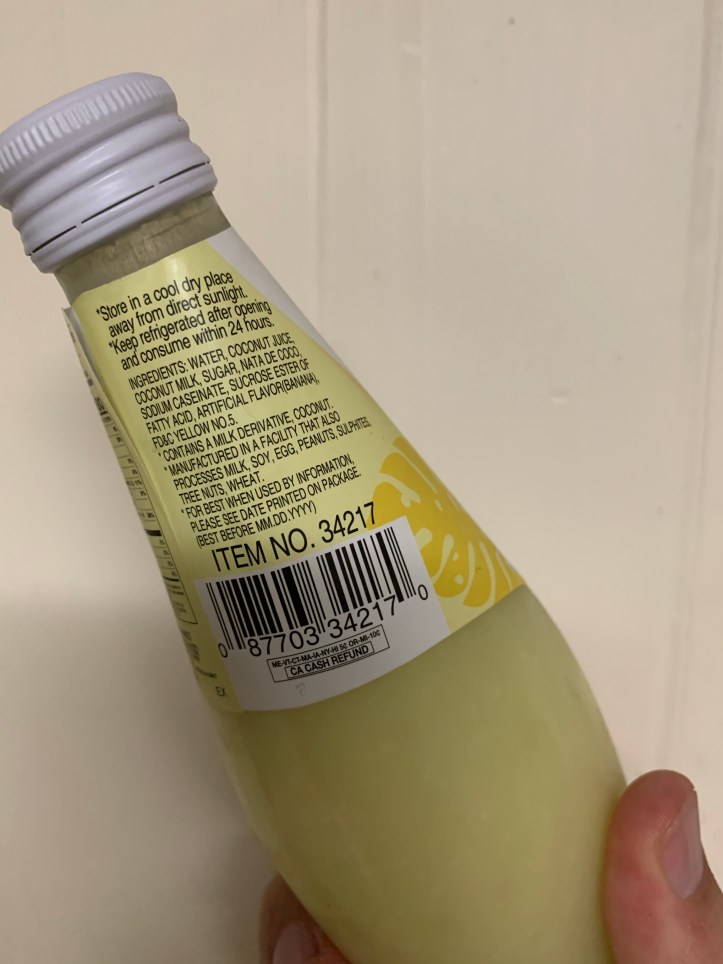 *Store in a cool dry place
away from direct sunlight.
*Keep refrigerated after opening
and consume within 24 hours.
INGREDIENTS: WATER, COCONUT JUICE,
COCONUT MILK, SUGAR, NATA DE COCO,
SODIUM CASEINATE, SUCROSE ESTER OF
FATTY ACID, ARTIFICIAL FLAVOR(BANANA),
FD&C YELLOW NO.5.
* CONTAINS A MILK DERIVATIVE, COCONUT.
* MANUFACTURED IN A FACILITY THAT ALSO
PROCESSES MILK, SOY, EGG, PEANUTS, SULPHITES,
TREE NUTS, WHEAT.
* FOR BEST WHEN USED BY INFORMATION,
PLEASE SEE DATE PRINTED ON PACKAGE.
(BEST BEFORE MM.DD.YYYY)
ITEM NO. 34217
0 87703 34217 0
ME-VT-CT-MA-IA-NY-HI 5¢ OR-MI-10¢
CA CASH REFUND
EX